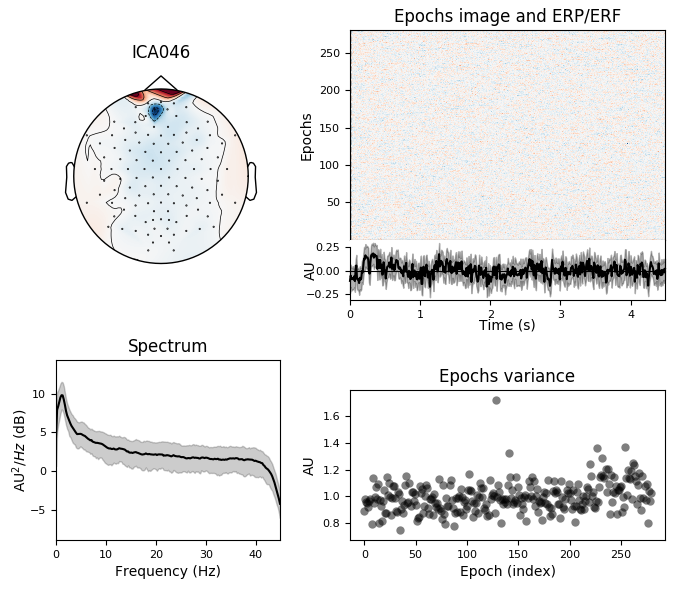 ICA046
Epochs image and ERP/ERF
Epochs
250
200
150
100
50
AU
0.25
0.00
−0.25
0
1
2
3
4
Time (s)
Spectrum
AU²/Hz (dB)
10
5
0
−5
0
20
40
Frequency (Hz)
Epochs variance
AU
1.6
1.4
1.2
1.0
0.8
0
50
100
150
200
250
Epoch (index)